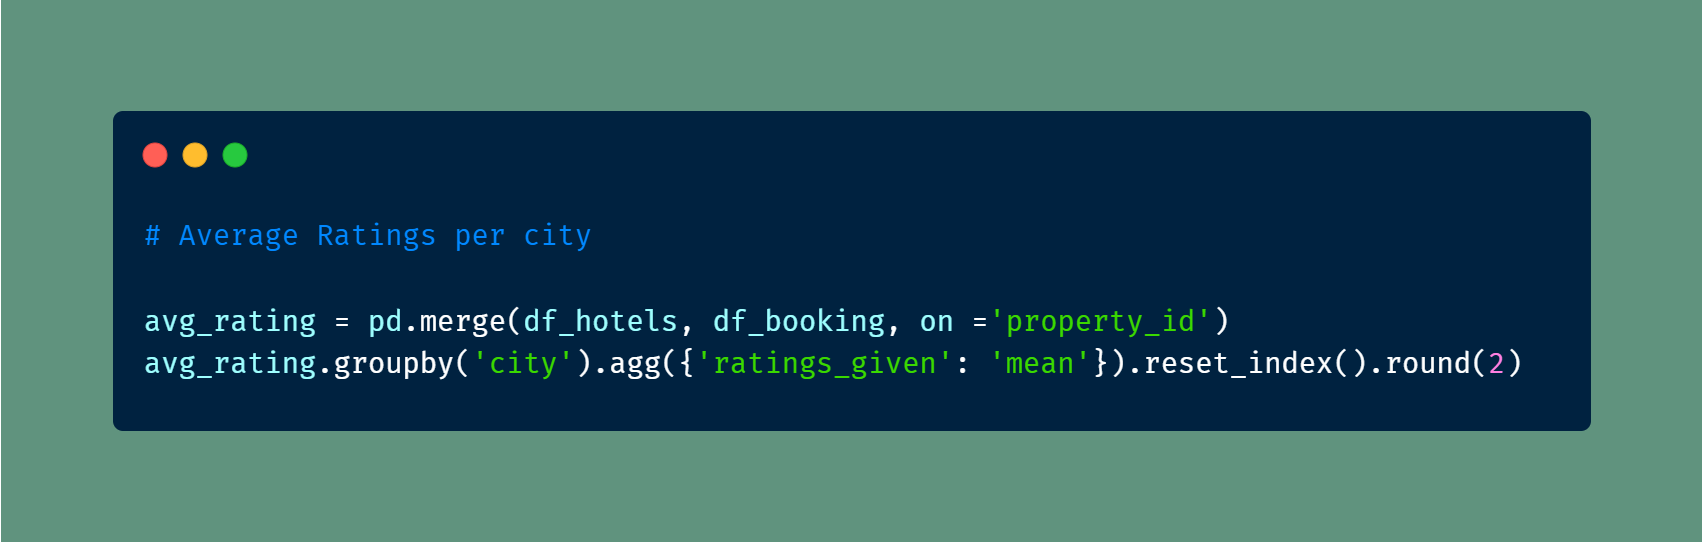 # Average Ratings per city
avg_rating = pd.merge(df_hotels, df_booking, on ='property_id')
avg_rating.groupby('city').agg({'ratings_given': 'mean'}).reset_index().round(2)